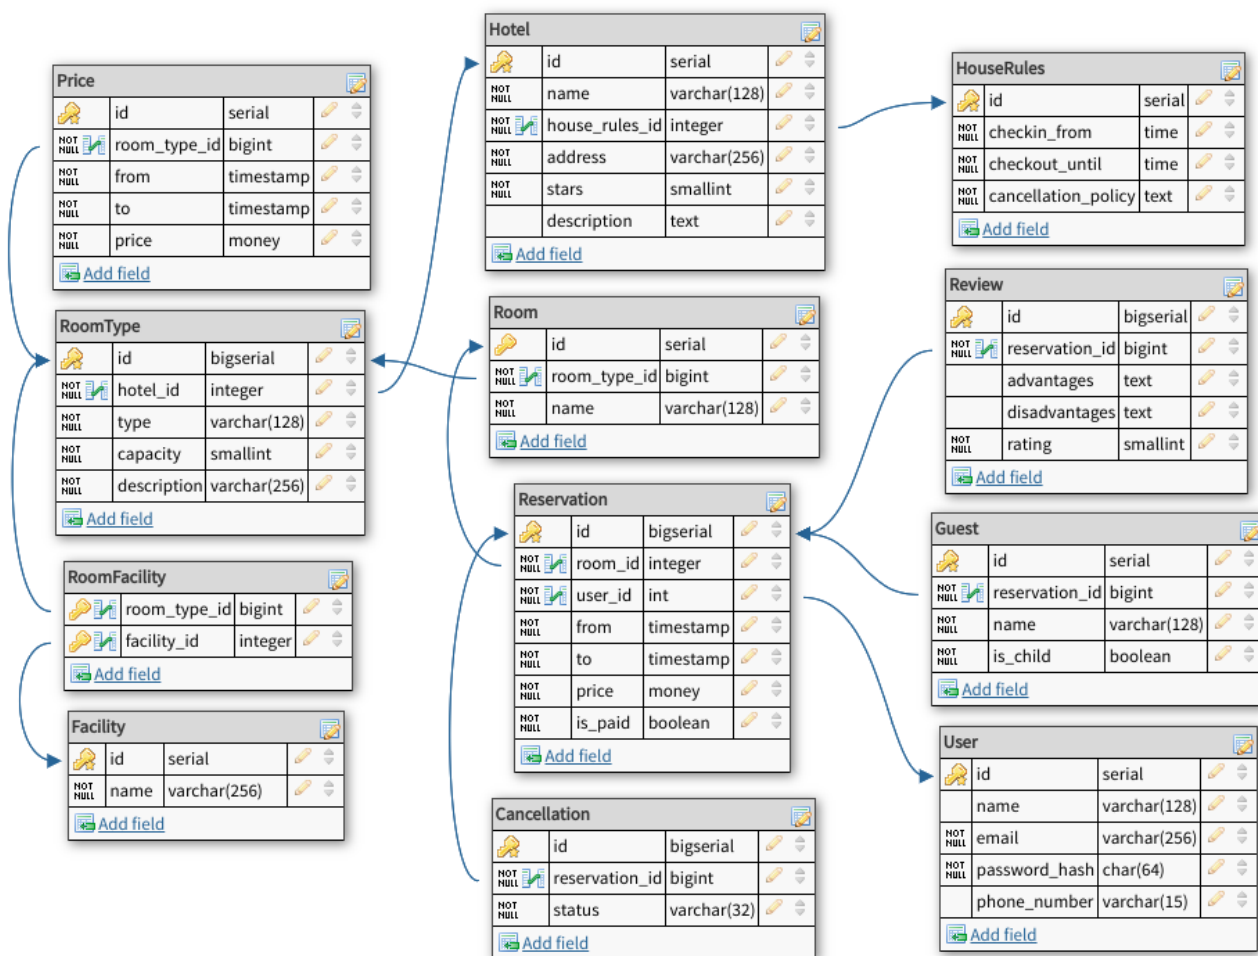 Price
id serial
NOT NULL room_type_id bigint
NOT NULL from timestamp
NOT NULL to timestamp
NOT NULL price money
Add field
RoomType
id bigserial
NOT NULL hotel_id integer
NOT NULL type varchar(128)
NOT NULL capacity smallint
NOT NULL description varchar(256)
Add field
RoomFacility
room_type_id bigint
facility_id integer
Add field
Facility
id serial
NOT NULL name varchar(256)
Add field
Hotel
id serial
NOT NULL name varchar(128)
NOT NULL house_rules_id integer
NOT NULL address varchar(256)
NOT NULL stars smallint
description text
Add field
Room
id serial
NOT NULL room_type_id bigint
NOT NULL name varchar(128)
Add field
Reservation
id bigserial
NOT NULL room_id integer
NOT NULL user_id int
NOT NULL from timestamp
NOT NULL to timestamp
NOT NULL price money
NOT NULL is_paid boolean
Add field
Cancellation
id bigserial
NOT NULL reservation_id bigint
NOT NULL status varchar(32)
Add field
HouseRules
id serial
NOT NULL checkin_from time
NOT NULL checkout_until time
NOT NULL cancellation_policy text
Add field
Review
id bigserial
NOT NULL reservation_id bigint
advantages text
disadvantages text
NOT NULL rating smallint
Add field
Guest
id serial
NOT NULL reservation_id bigint
NOT NULL name varchar(128)
NOT NULL is_child boolean
Add field
User
id serial
name varchar(128)
NOT NULL email varchar(256)
NOT NULL password_hash char(64)
phone_number varchar(15)
Add field